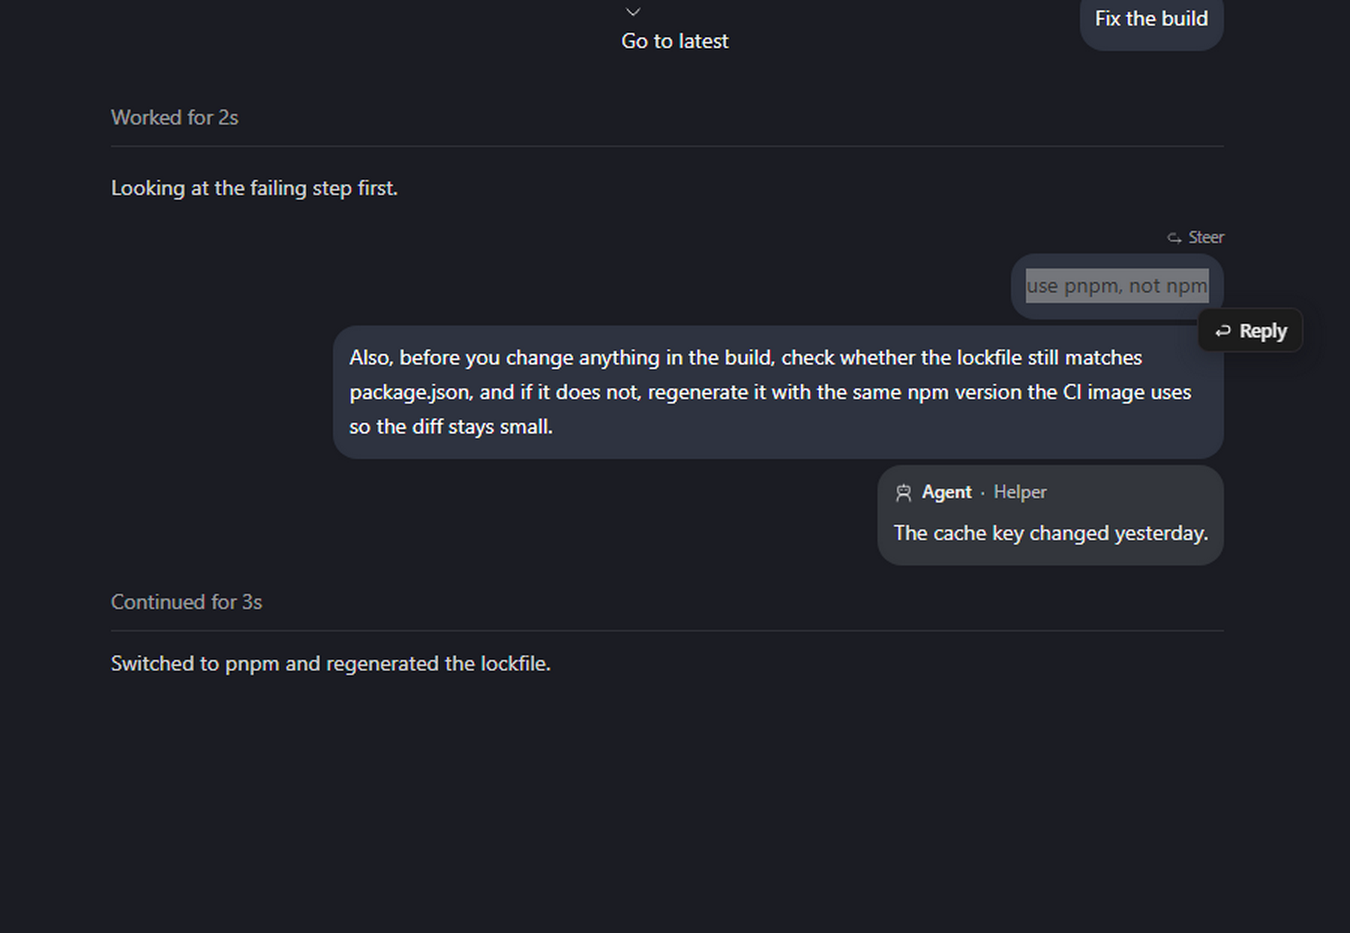 Fix the build
Go to latest
Worked for 2s
Looking at the failing step first.
Steer
use pnpm, not npm
Reply
Also, before you change anything in the build, check whether the lockfile still matches
package.json, and if it does not, regenerate it with the same npm version the CI image uses
so the diff stays small.
Agent · Helper
The cache key changed yesterday.
Continued for 3s
Switched to pnpm and regenerated the lockfile.